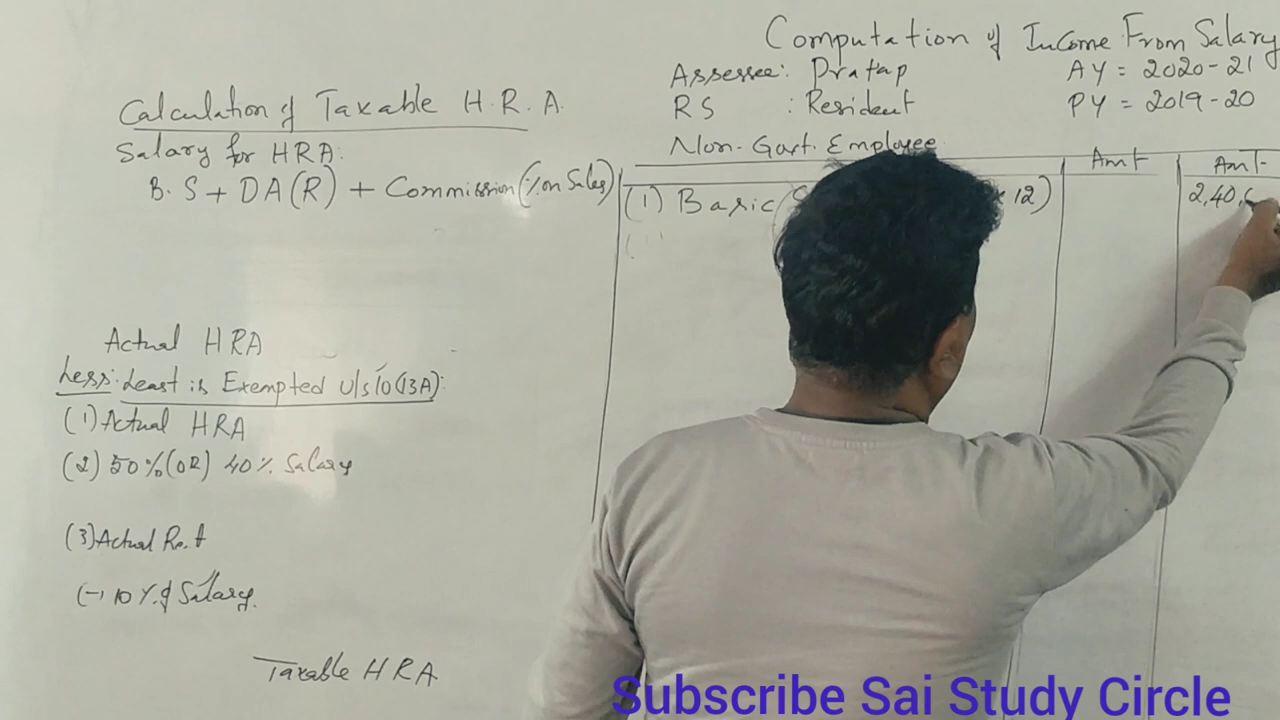 Calculation of Taxable H.R.A.
Salary for HRA:
B.S + DA(R) + Commission(% on Sales)
Actual HRA
Less: Least is Exempted U/s 10(13A):
(1) Actual HRA
(2) 50% (OR) 40% Salary
(3) Actual Rent
(-) 10% of Salary.
Taxable HRA
Computation of Income From Salary
Assessee: Pratap AY = 2020-21
RS : Resident PY = 2019-20
Non-Govt. Employee
Amt Amt
(1) Basic 12) 2,40,
Subscribe Sai Study Circle